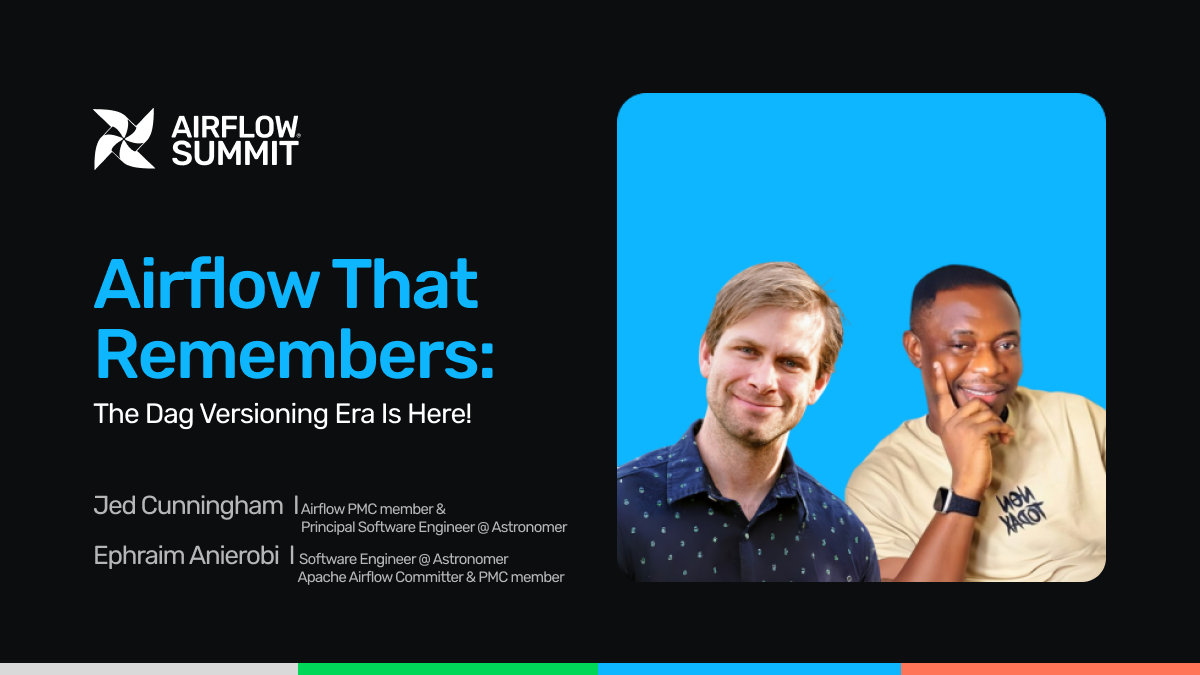 AIRFLOW®
SUMMIT
Airflow That
Remembers:
The Dag Versioning Era Is Here!
Jed Cunningham | Airflow PMC member &
Principal Software Engineer @ Astronomer
Ephraim Anierobi | Software Engineer @ Astronomer
Apache Airflow Committer & PMC member